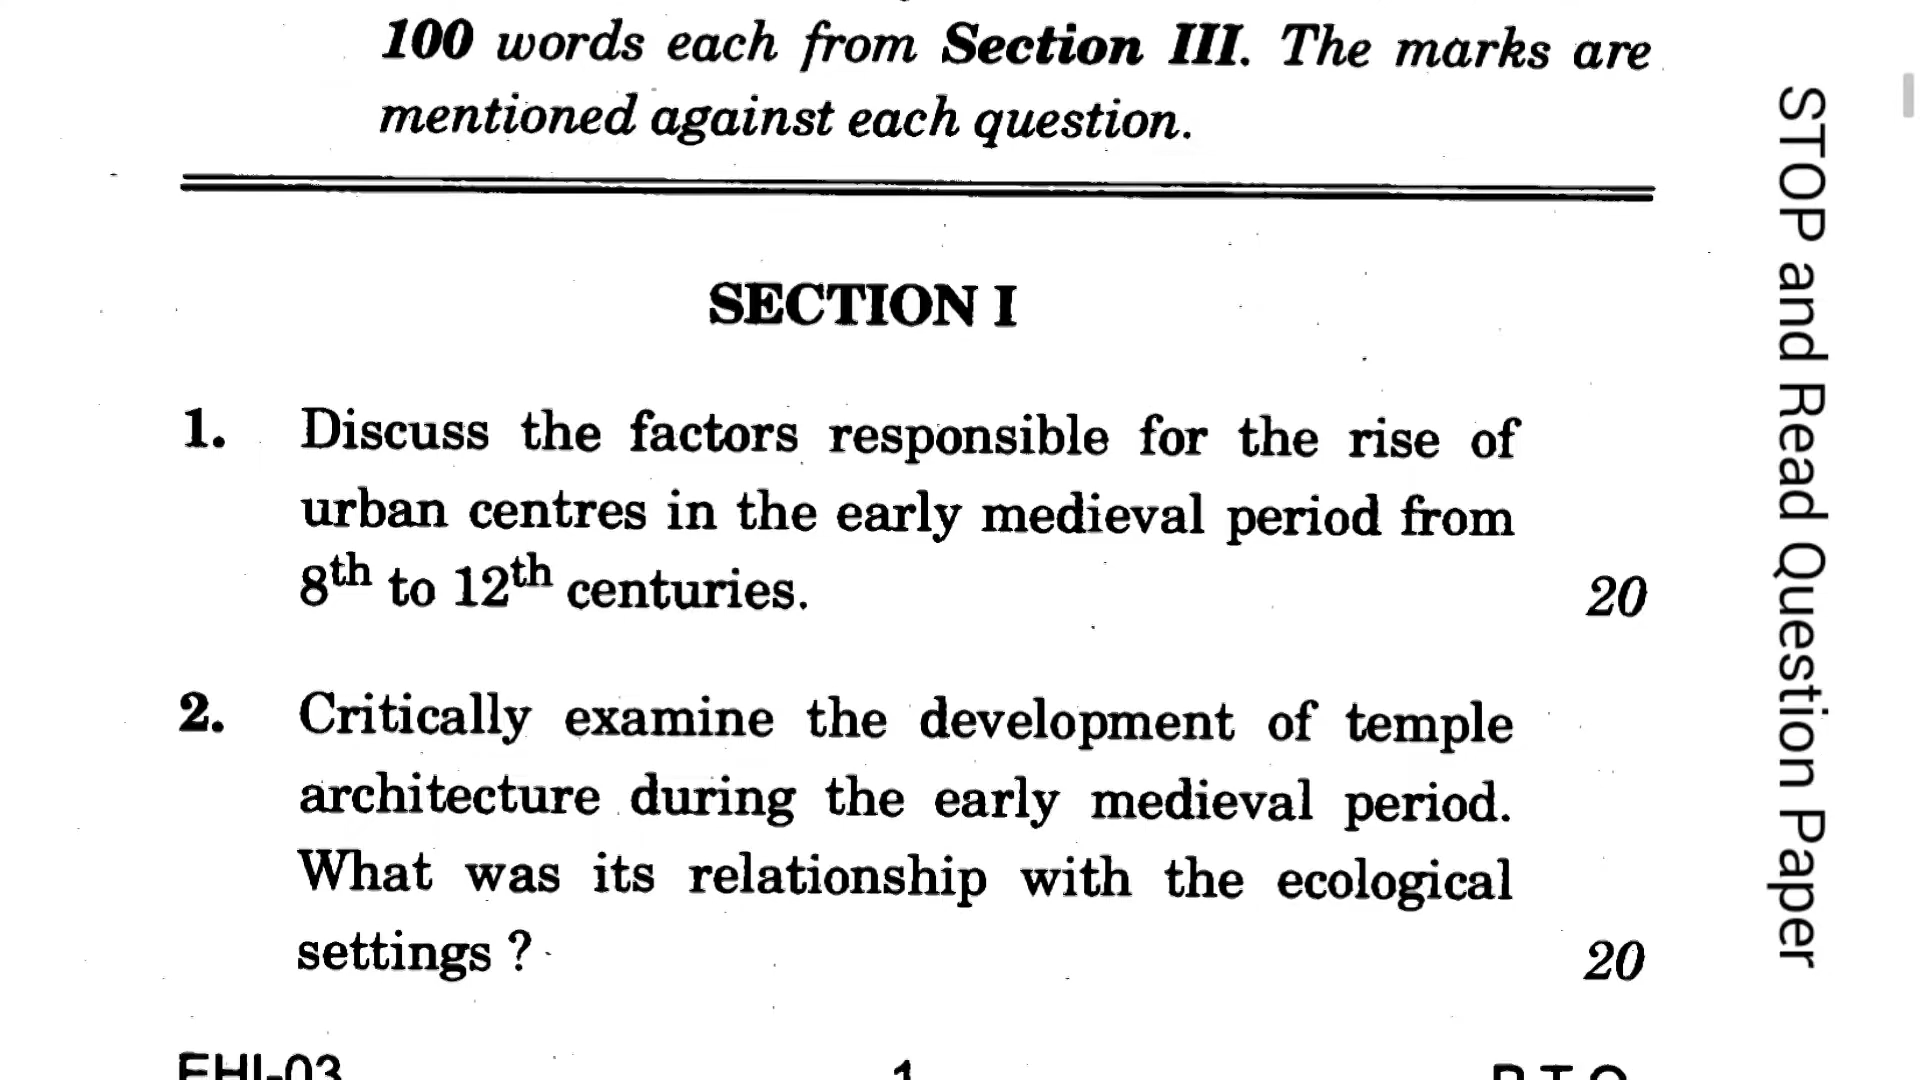 100 words each from Section III. The marks are
mentioned against each question.
SECTION I
1. Discuss the factors responsible for the rise of
urban centres in the early medieval period from
8th to 12th centuries. 20
2. Critically examine the development of temple
architecture during the early medieval period.
What was its relationship with the ecological
settings ? 20
EHI-03 1 P.T.O.
STOP and Read Question Paper